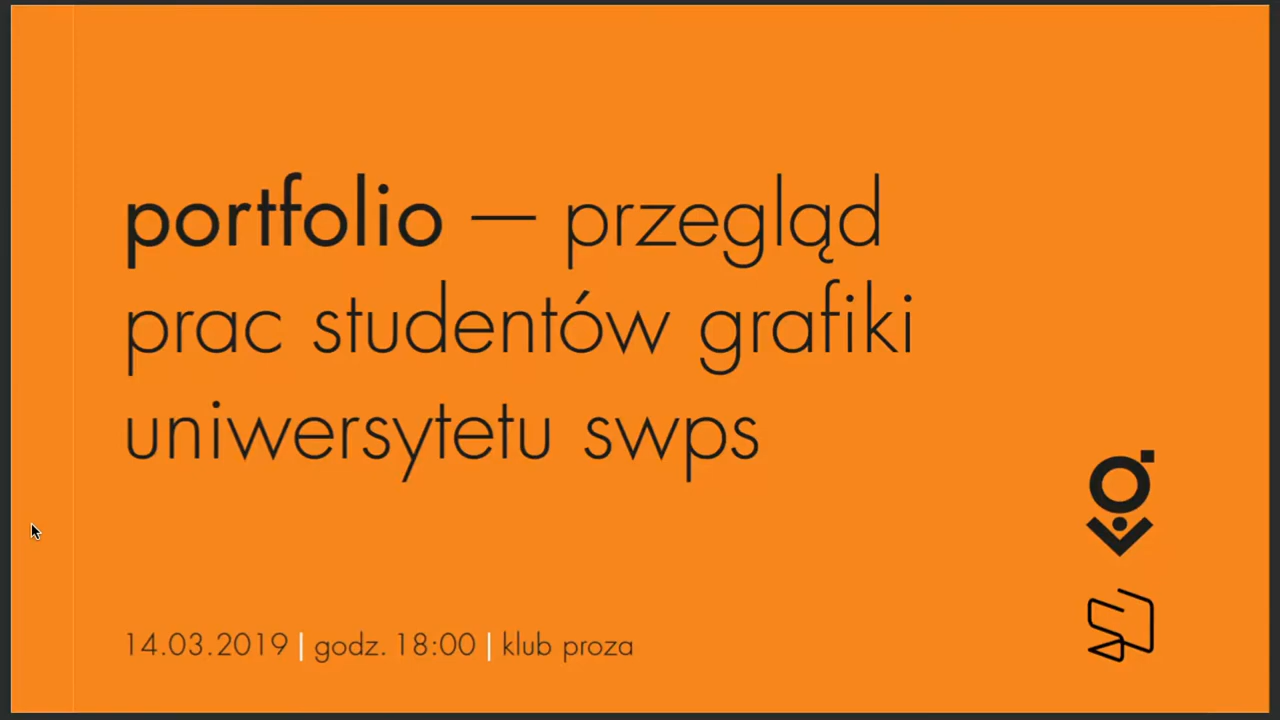 portfolio — przegląd
prac studentów grafiki
uniwersytetu swps
14.03.2019 | godz. 18:00 | klub proza